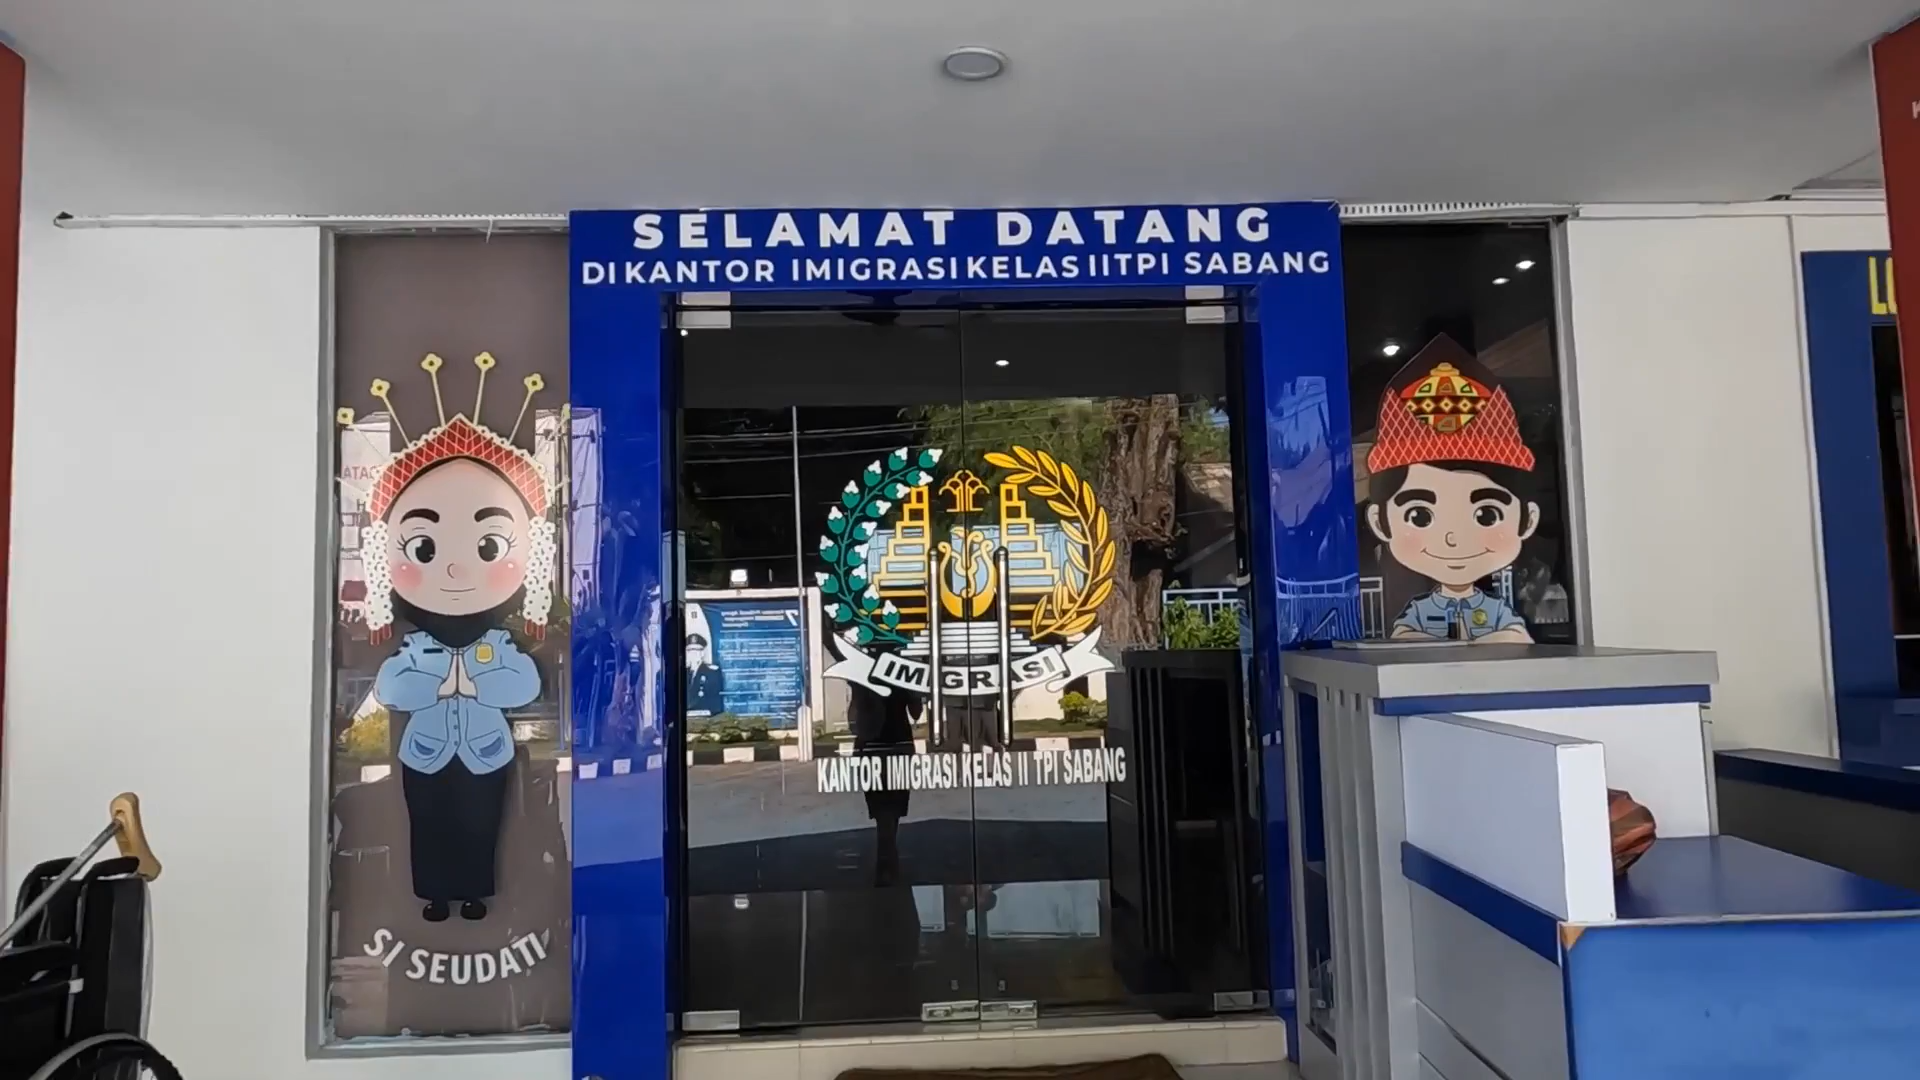 SELAMAT DATANG
DI KANTOR IMIGRASI KELAS II TPI SABANG
IMIGRASI
KANTOR IMIGRASI KELAS II TPI SABANG
SI SEUDATI